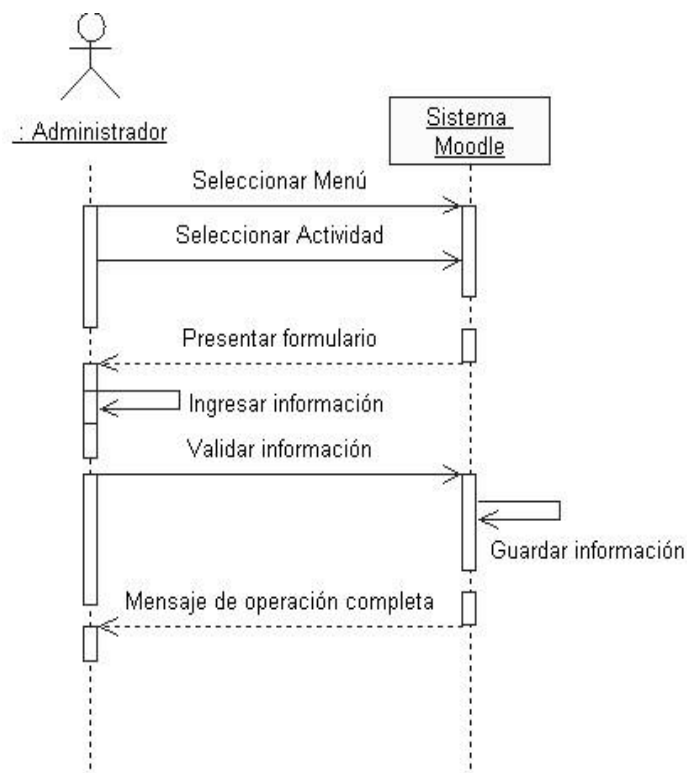 : Administrador
Sistema
Moodle
Seleccionar Menú
Seleccionar Actividad
Presentar formulario
Ingresar información
Validar información
Guardar información
Mensaje de operación completa